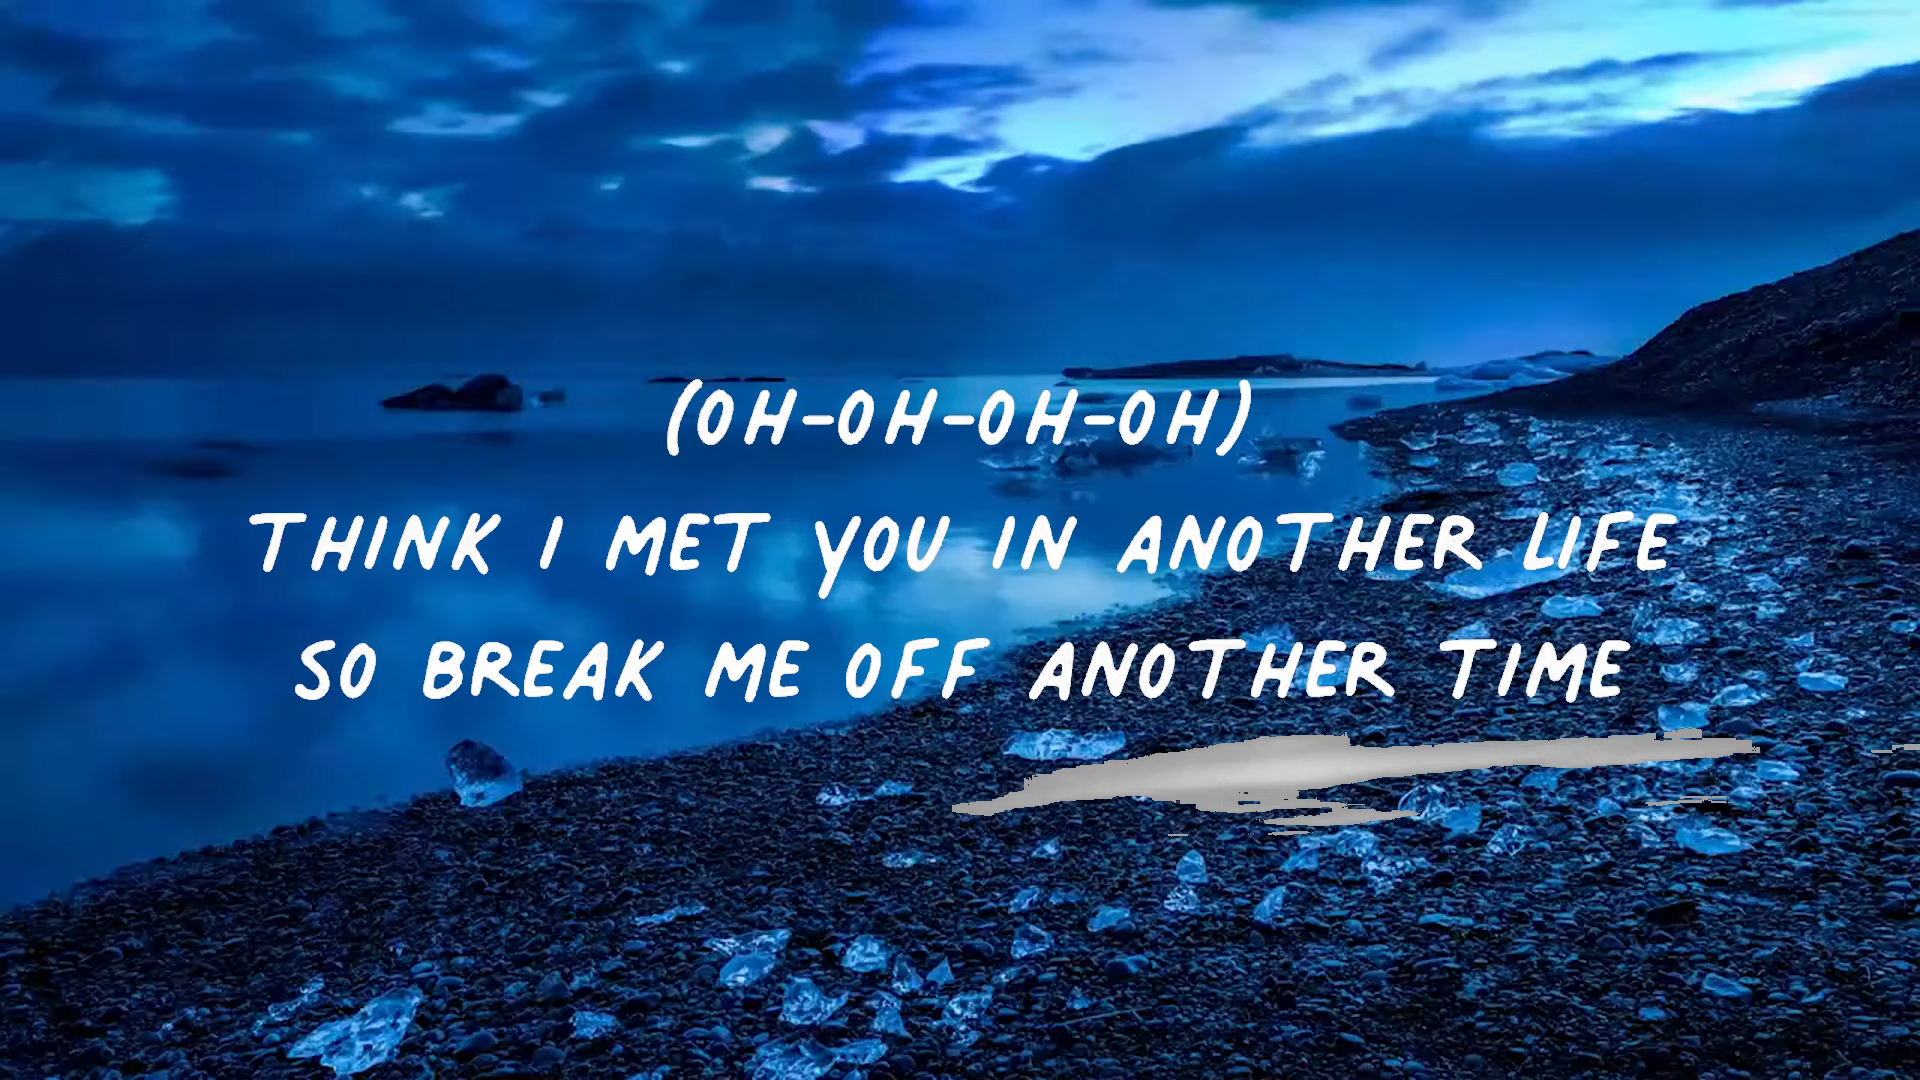 (OH-OH-OH-OH)
THINK I MET YOU IN ANOTHER LIFE
SO BREAK ME OFF ANOTHER TIME